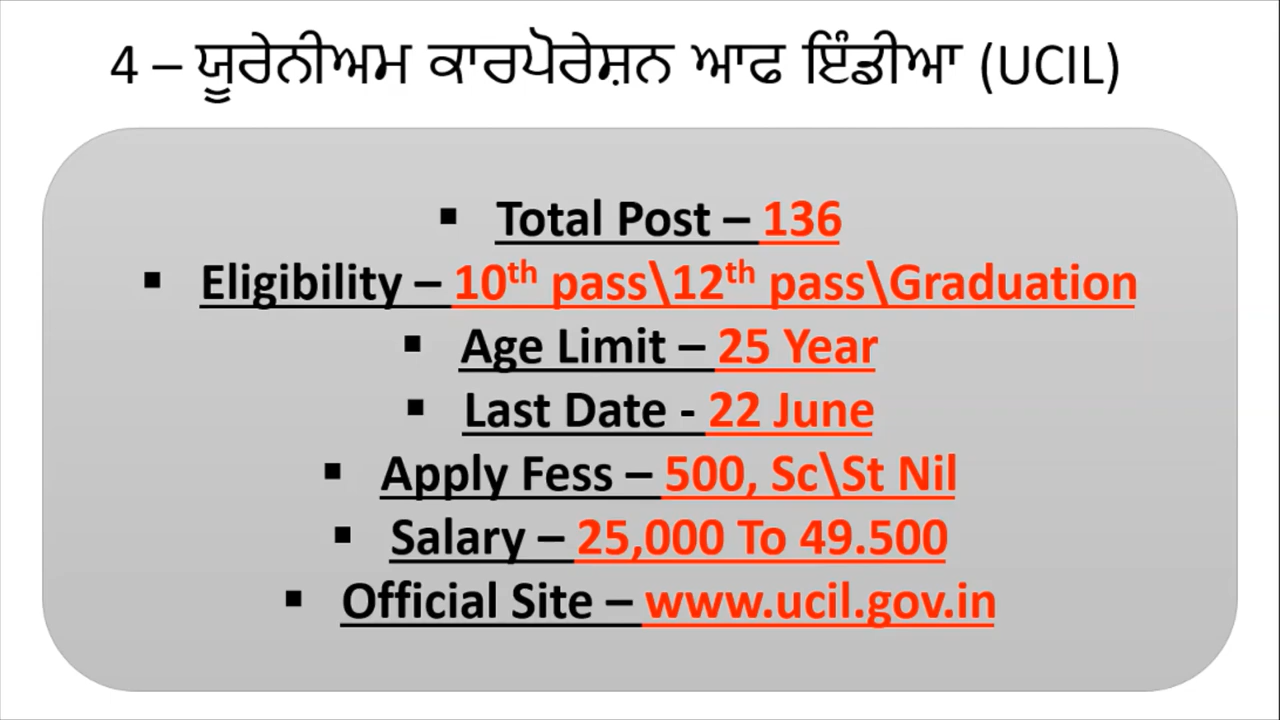 4 – ਯੂਰੇਨੀਅਮ ਕਾਰਪੋਰੇਸ਼ਨ ਆਫ ਇੰਡੀਆ (UCIL)
▪ Total Post – 136
▪ Eligibility – 10th pass\12th pass\Graduation
▪ Age Limit – 25 Year
▪ Last Date - 22 June
▪ Apply Fess – 500, Sc\St Nil
▪ Salary – 25,000 To 49.500
▪ Official Site – www.ucil.gov.in